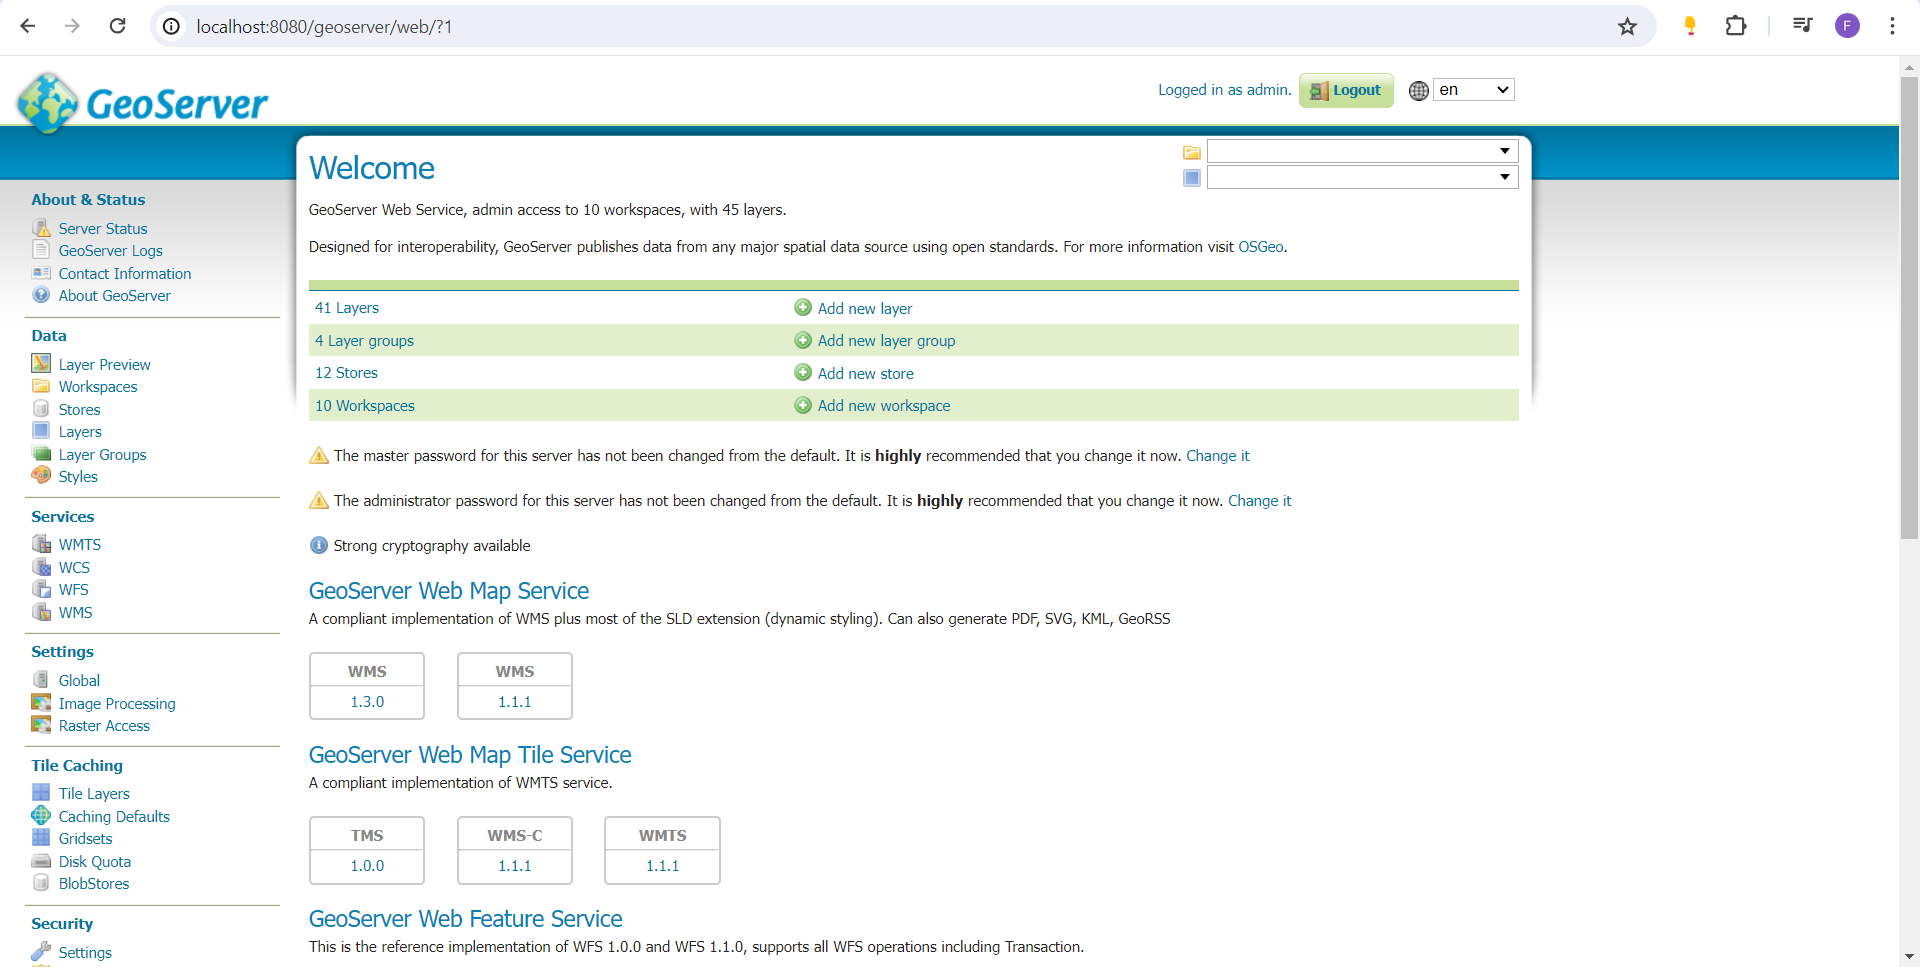 localhost:8080/geoserver/web/?1
F
GeoServer
Logged in as admin.
Logout
en
About & Status
Server Status
GeoServer Logs
Contact Information
About GeoServer
Data
Layer Preview
Workspaces
Stores
Layers
Layer Groups
Styles
Services
WMTS
WCS
WFS
WMS
Settings
Global
Image Processing
Raster Access
Tile Caching
Tile Layers
Caching Defaults
Gridsets
Disk Quota
BlobStores
Security
Settings
Welcome
GeoServer Web Service, admin access to 10 workspaces, with 45 layers.
Designed for interoperability, GeoServer publishes data from any major spatial data source using open standards. For more information visit OSGeo.
41 Layers Add new layer
4 Layer groups Add new layer group
12 Stores Add new store
10 Workspaces Add new workspace
The master password for this server has not been changed from the default. It is highly recommended that you change it now. Change it
The administrator password for this server has not been changed from the default. It is highly recommended that you change it now. Change it
Strong cryptography available
GeoServer Web Map Service
A compliant implementation of WMS plus most of the SLD extension (dynamic styling). Can also generate PDF, SVG, KML, GeoRSS
WMS WMS
1.3.0 1.1.1
GeoServer Web Map Tile Service
A compliant implementation of WMTS service.
TMS WMS-C WMTS
1.0.0 1.1.1 1.1.1
GeoServer Web Feature Service
This is the reference implementation of WFS 1.0.0 and WFS 1.1.0, supports all WFS operations including Transaction.